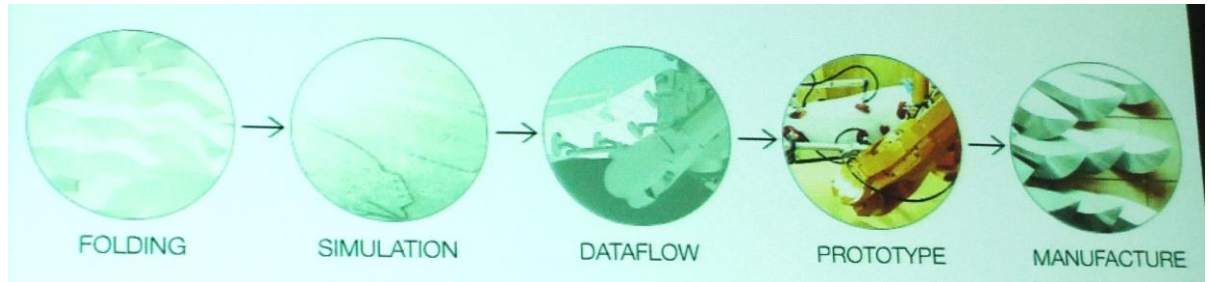 FOLDING
SIMULATION
DATAFLOW
PROTOTYPE
MANUFACTURE